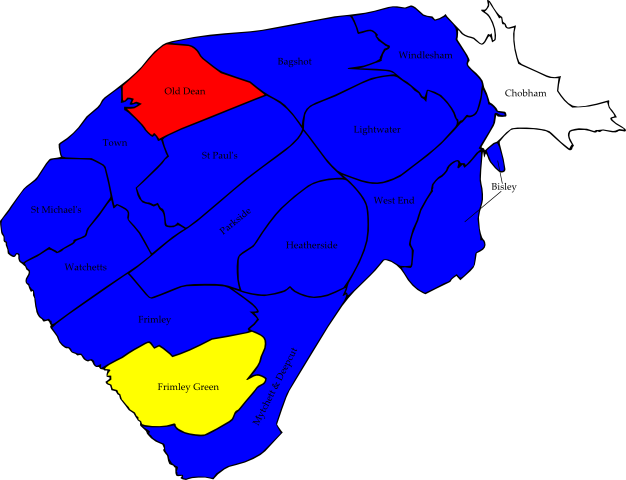 Windlesham
Bagshot
Old Dean
Chobham
Lightwater
Town
St Paul's
Bisley
West End
St Michael's
Parkside
Heatherside
Watchetts
Frimley
Frimley Green
Mytchett & Deepcut